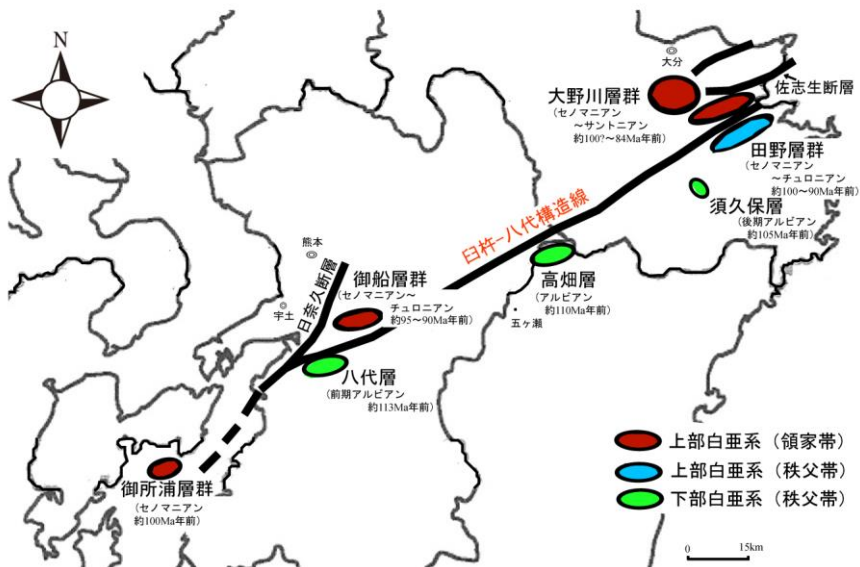 N
大分
大野川層群
(セノマニアン
～サントニアン
約100?～84Ma年前)
佐志生断層
田野層群
(セノマニアン
～チュロニアン
約100～90Ma年前)
須久保層
(後期アルビアン
約105Ma年前)
臼杵-八代構造線
熊本
日奈久断層
宇土
御船層群
(セノマニアン～
チュロニアン
約95～90Ma年前)
高畑層
(アルビアン
約110Ma年前)
五ヶ瀬
八代層
(前期アルビアン
約113Ma年前)
御所浦層群
(セノマニアン
約100Ma年前)
上部白亜系（領家帯）
上部白亜系（秩父帯）
下部白亜系（秩父帯）
0 15km